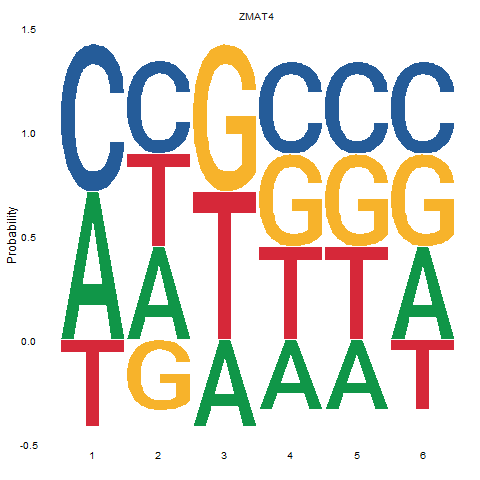 ZMAT4
1.5
1.0
0.5
0.0
-0.5
Probability
C C G C C C
A T T G G G
T A A T T A
G A A T
1 2 3 4 5 6